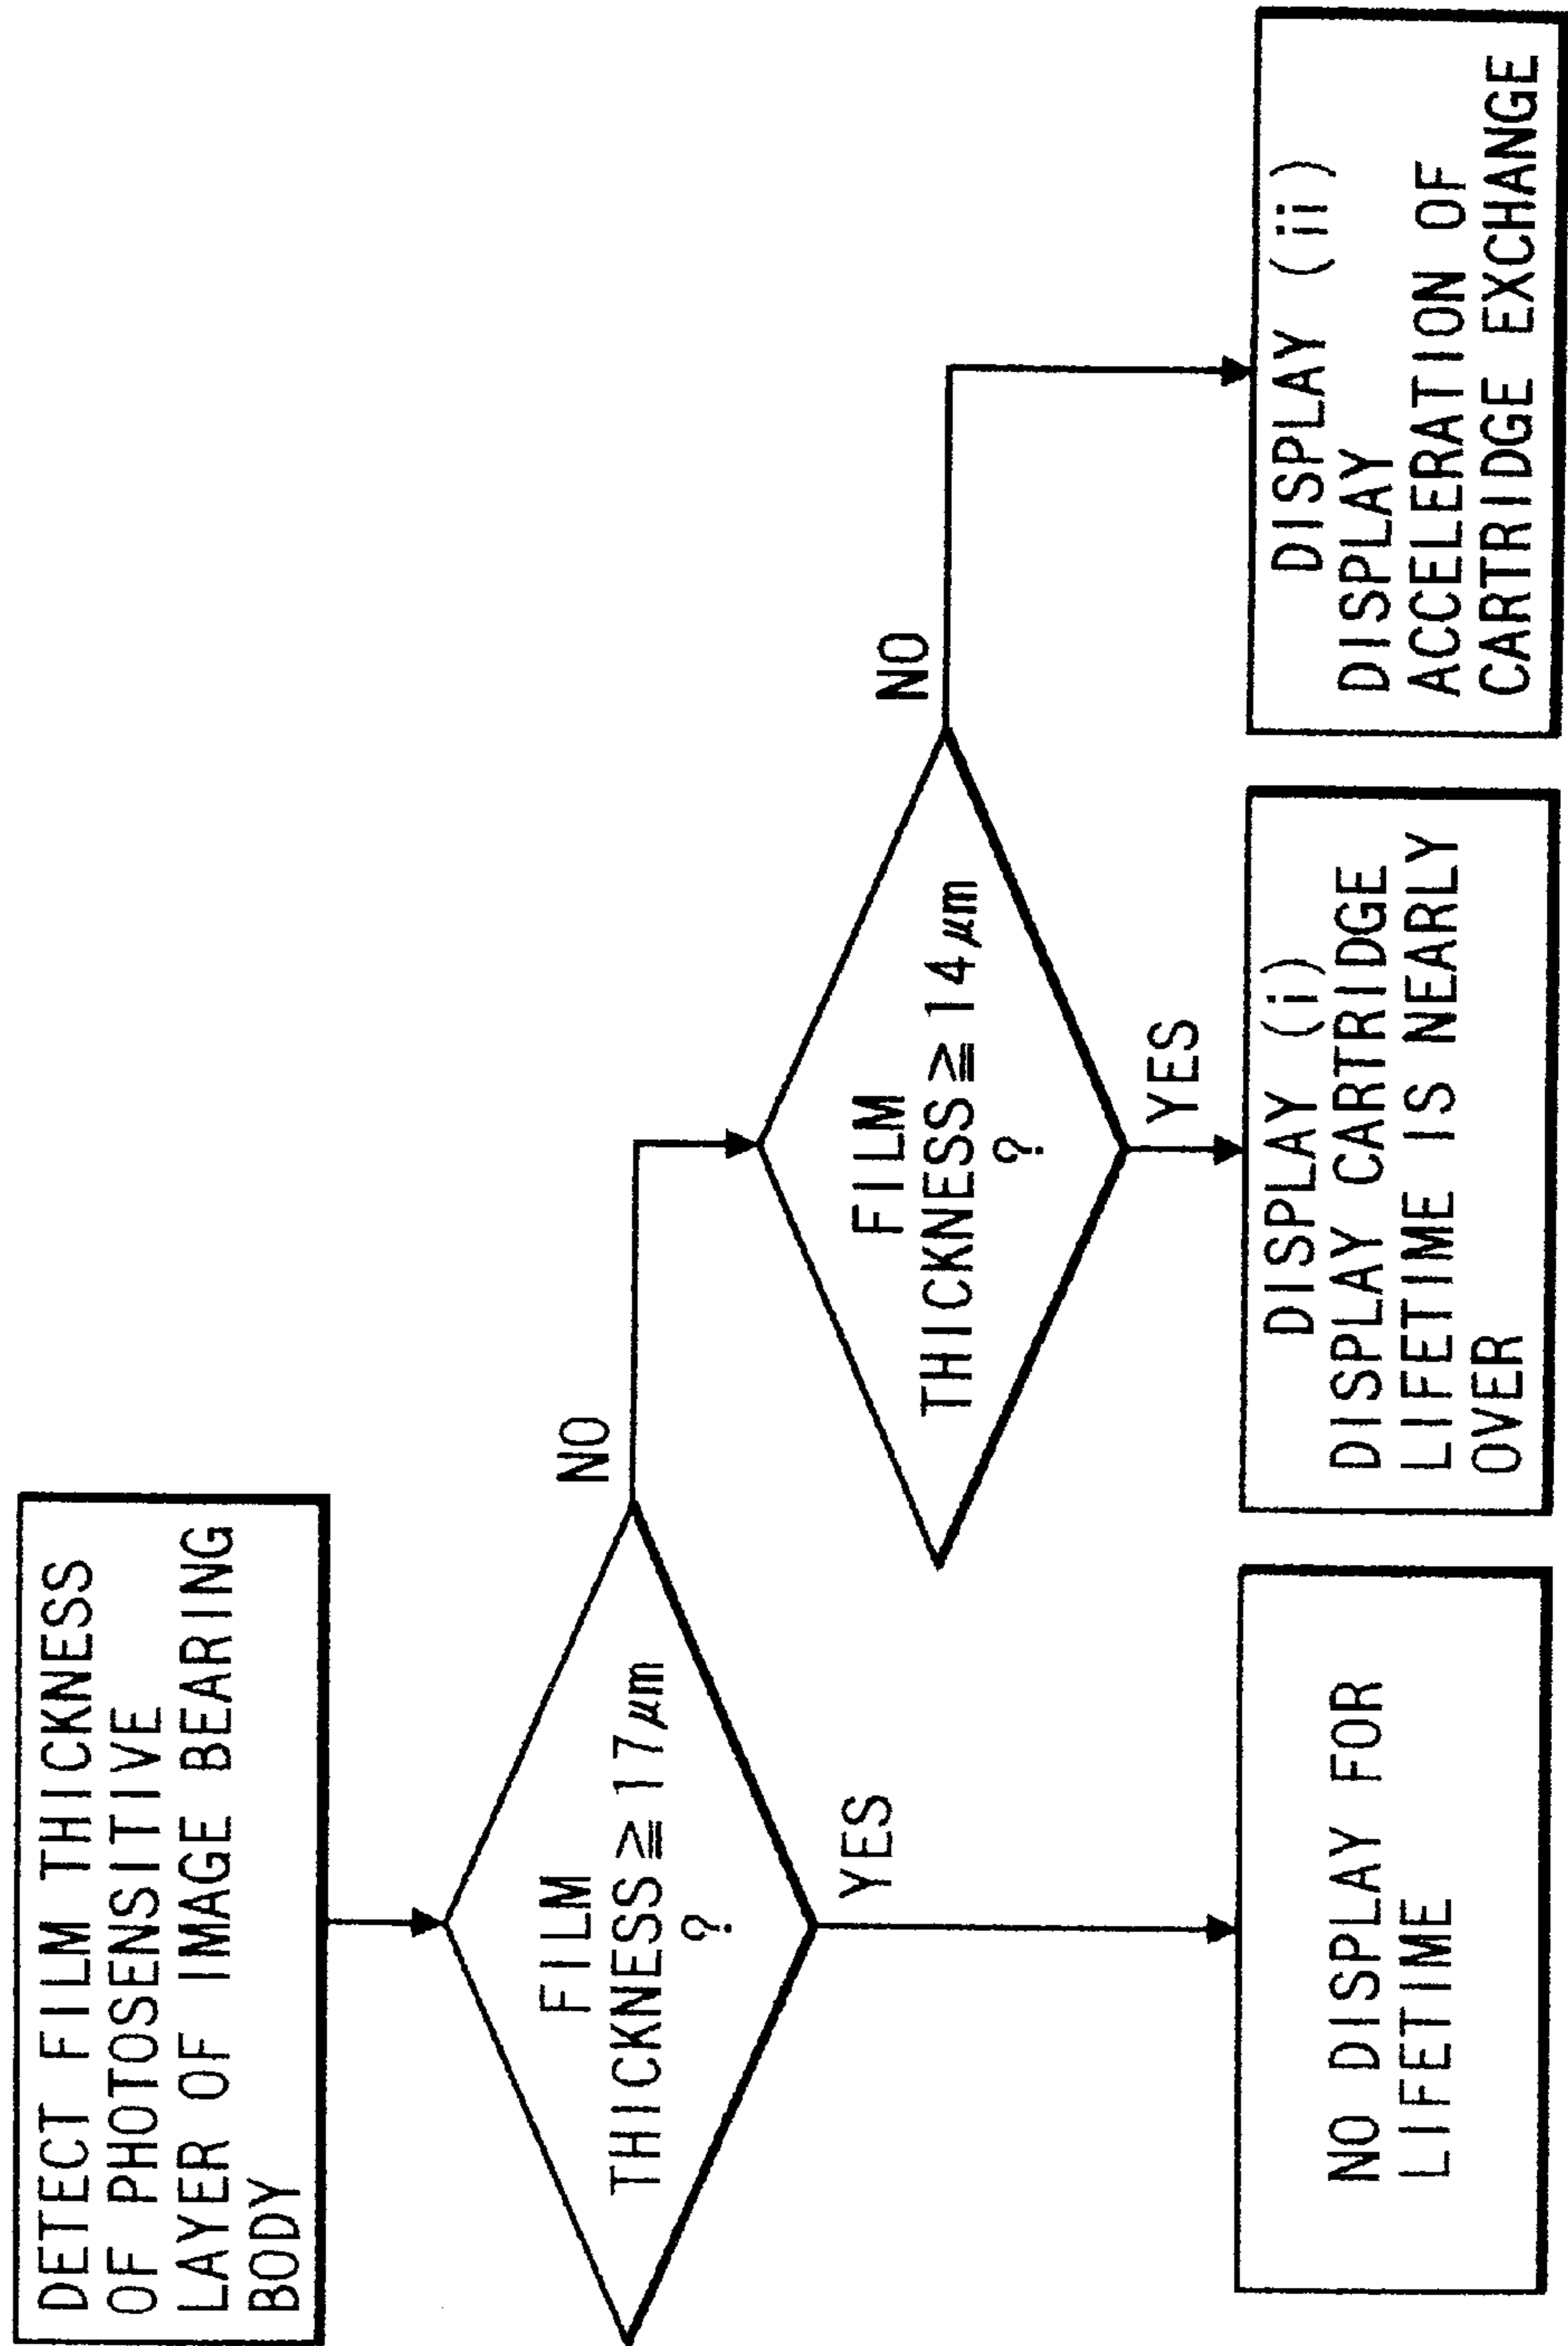 DETECT FILM THICKNESS
OF PHOTOSENSITIVE
LAYER OF IMAGE BEARING
BODY
FILM
THICKNESS≧17μm
?
NO
YES
FILM
THICKNESS≧14μm
?
NO
YES
NO DISPLAY FOR
LIFETIME
DISPLAY (i)
DISPLAY CARTRIDGE
LIFETIME IS NEARLY
OVER
DISPLAY (ii)
DISPLAY
ACCELERATION OF
CARTRIDGE EXCHANGE